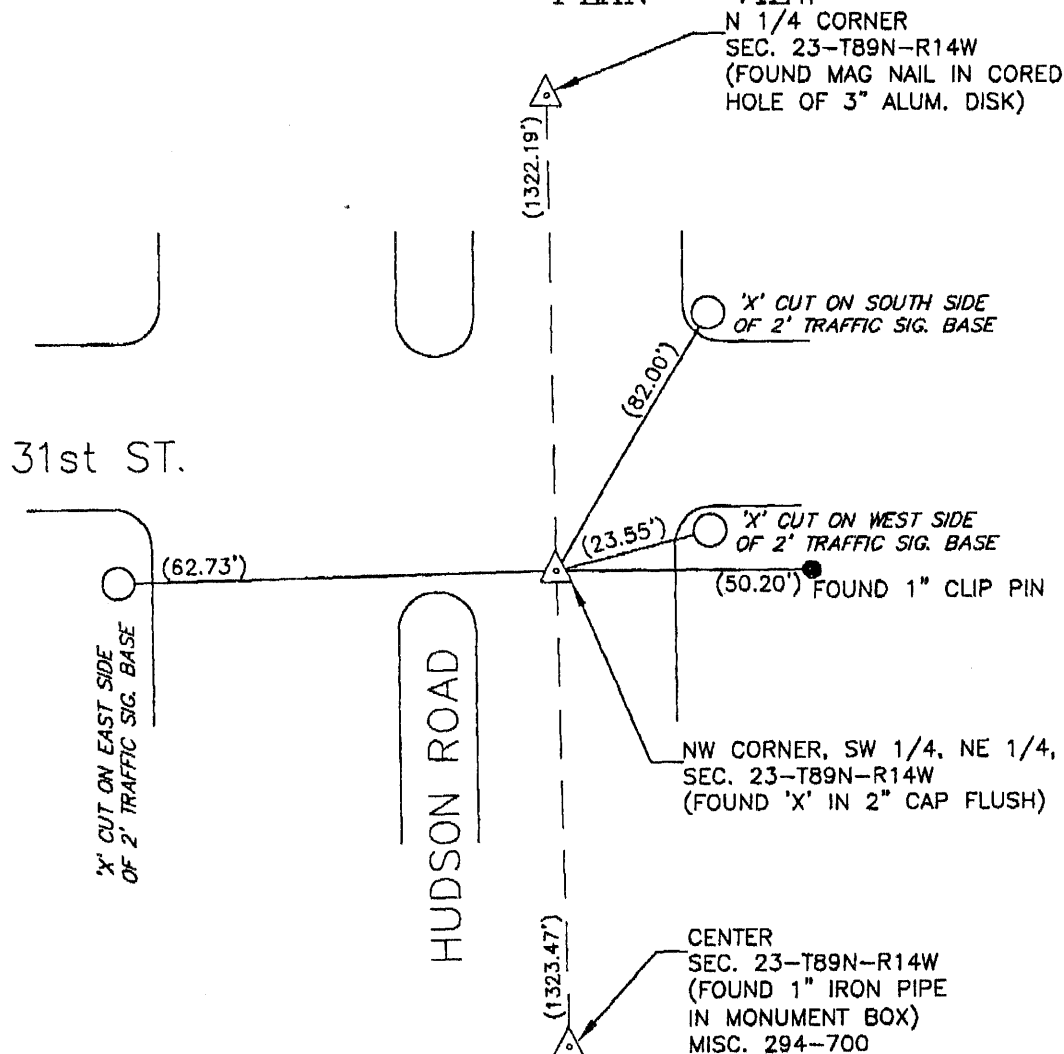 PLAN VIEW
N 1/4 CORNER
SEC. 23-T89N-R14W
(FOUND MAG NAIL IN CORED
HOLE OF 3" ALUM. DISK)
(1322.19')
'X' CUT ON SOUTH SIDE
OF 2' TRAFFIC SIG. BASE
(82.00')
31st ST.
'X' CUT ON WEST SIDE
OF 2' TRAFFIC SIG. BASE
(23.55')
(62.73')
(50.20') FOUND 1" CLIP PIN
'X' CUT ON EAST SIDE
OF 2' TRAFFIC SIG. BASE
HUDSON ROAD
NW CORNER, SW 1/4, NE 1/4,
SEC. 23-T89N-R14W
(FOUND 'X' IN 2" CAP FLUSH)
(1323.47')
CENTER
SEC. 23-T89N-R14W
(FOUND 1" IRON PIPE
IN MONUMENT BOX)
MISC. 294-700